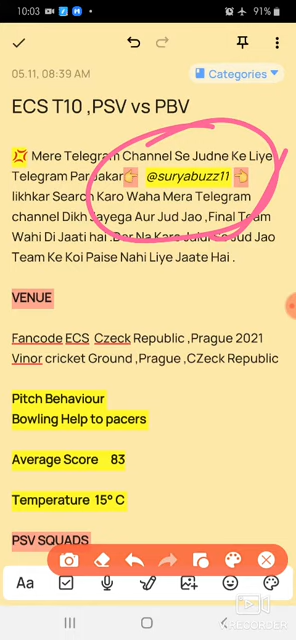 10:03
91%
05.11, 08:39 AM
Categories
ECS T10 ,PSV vs PBV
Mere Telegram Channel Se Judne Ke Liye
Telegram Par Jakar @suryabuzz11
likhkar Search Karo Waha Mera Telegram
channel Dikh Jayega Aur Jud Jao ,Final Team
Wahi Di Jaati hai . Der Na Kare Jaldi Se Jud Jao
Team Ke Koi Paise Nahi Liye Jaate Hai .
VENUE
Fancode ECS Czeck Republic ,Prague 2021
Vinor cricket Ground ,Prague ,CZeck Republic
Pitch Behaviour
Bowling Help to pacers
Average Score 83
Temperature 15° C
PSV SQUADS
Aa
RECORDER